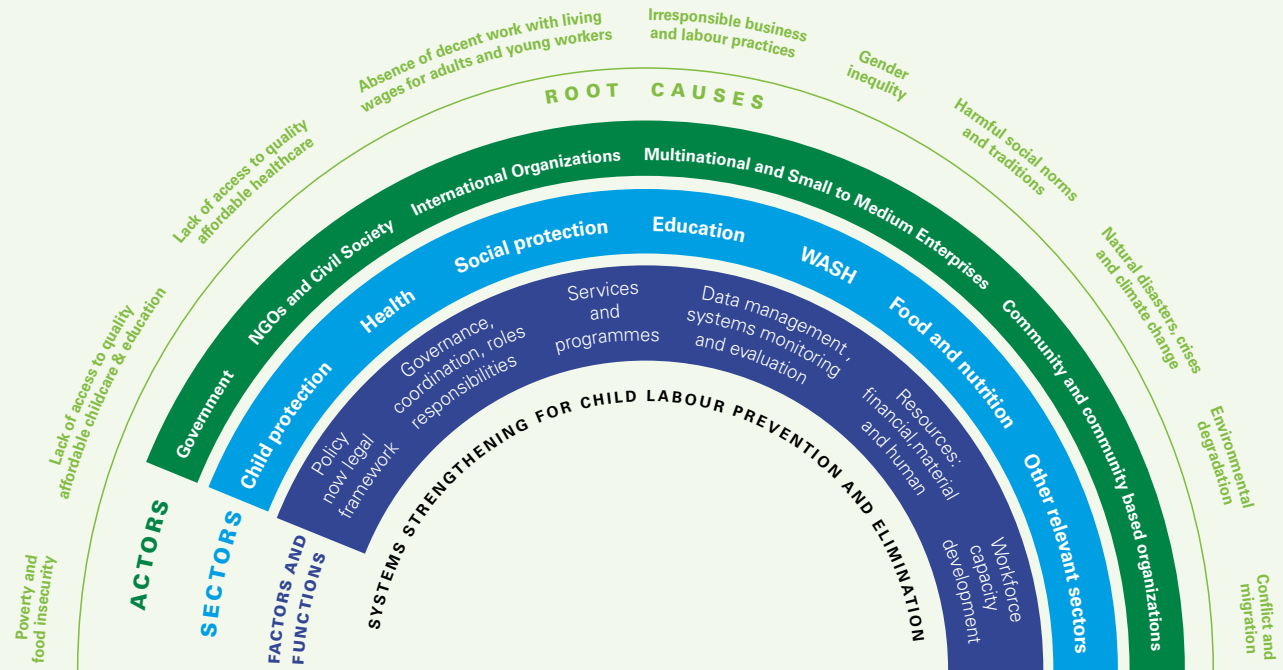 Poverty and
food insecurity
Lack of access to quality
affordable childcare & education
Lack of access to quality
affordable healthcare
Absence of decent work with living
wages for adults and young workers
Irresponsible business
and labour practices
Gender
inequlity
Harmful social norms
and traditions
Natural disasters, crises
and climate change
Environmental
degradation
Conflict and
migration
ROOT CAUSES
ACTORS
Government
NGOs and Civil Society
International Organizations
Multinational and Small to Medium Enterprises
Community and community based organizations
SECTORS
Child protection
Health
Social protection
Education
WASH
Food and nutrition
Other relevant sectors
FACTORS AND
FUNCTIONS
Policy
now legal
framework
Governance,
coordination, roles
responsibilities
Services
and
programmes
Data management ,
systems monitoring
and evaluation
Resources:
financial,material
and human
Workforce
capacity
development
SYSTEMS STRENGTHENING FOR CHILD LABOUR PREVENTION AND ELIMINATION